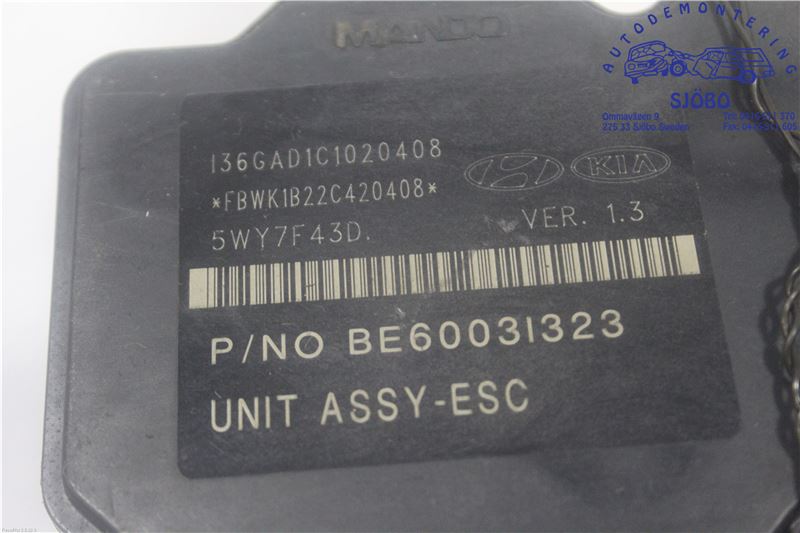 MANDO
AUTODEMONTERING
SJÖBO
Ommavägen 9
275 33 Sjöbo Sweden
I36GAD1C1020408
*FBWK1B22C420408*
KIA
5WY7F43D.
VER. 1.3
P/NO BE60031323
UNIT ASSY-ESC